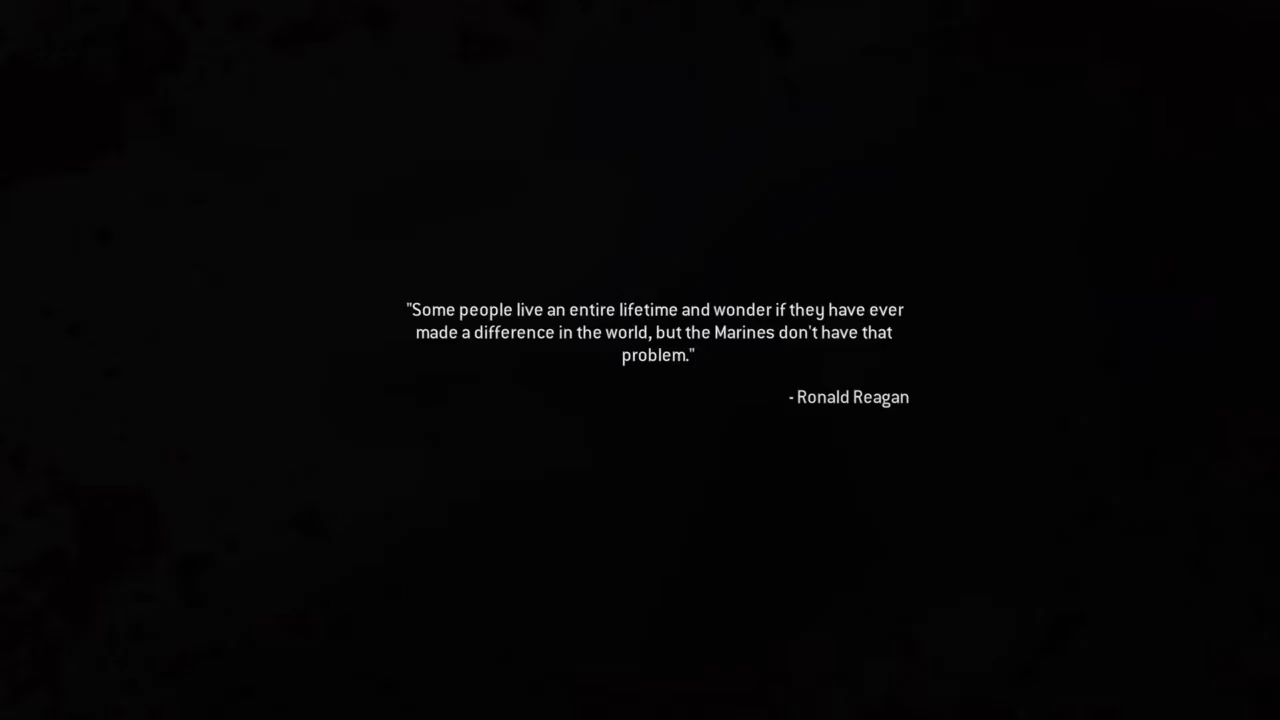 "Some people live an entire lifetime and wonder if they have ever
made a difference in the world, but the Marines don't have that
problem."
- Ronald Reagan